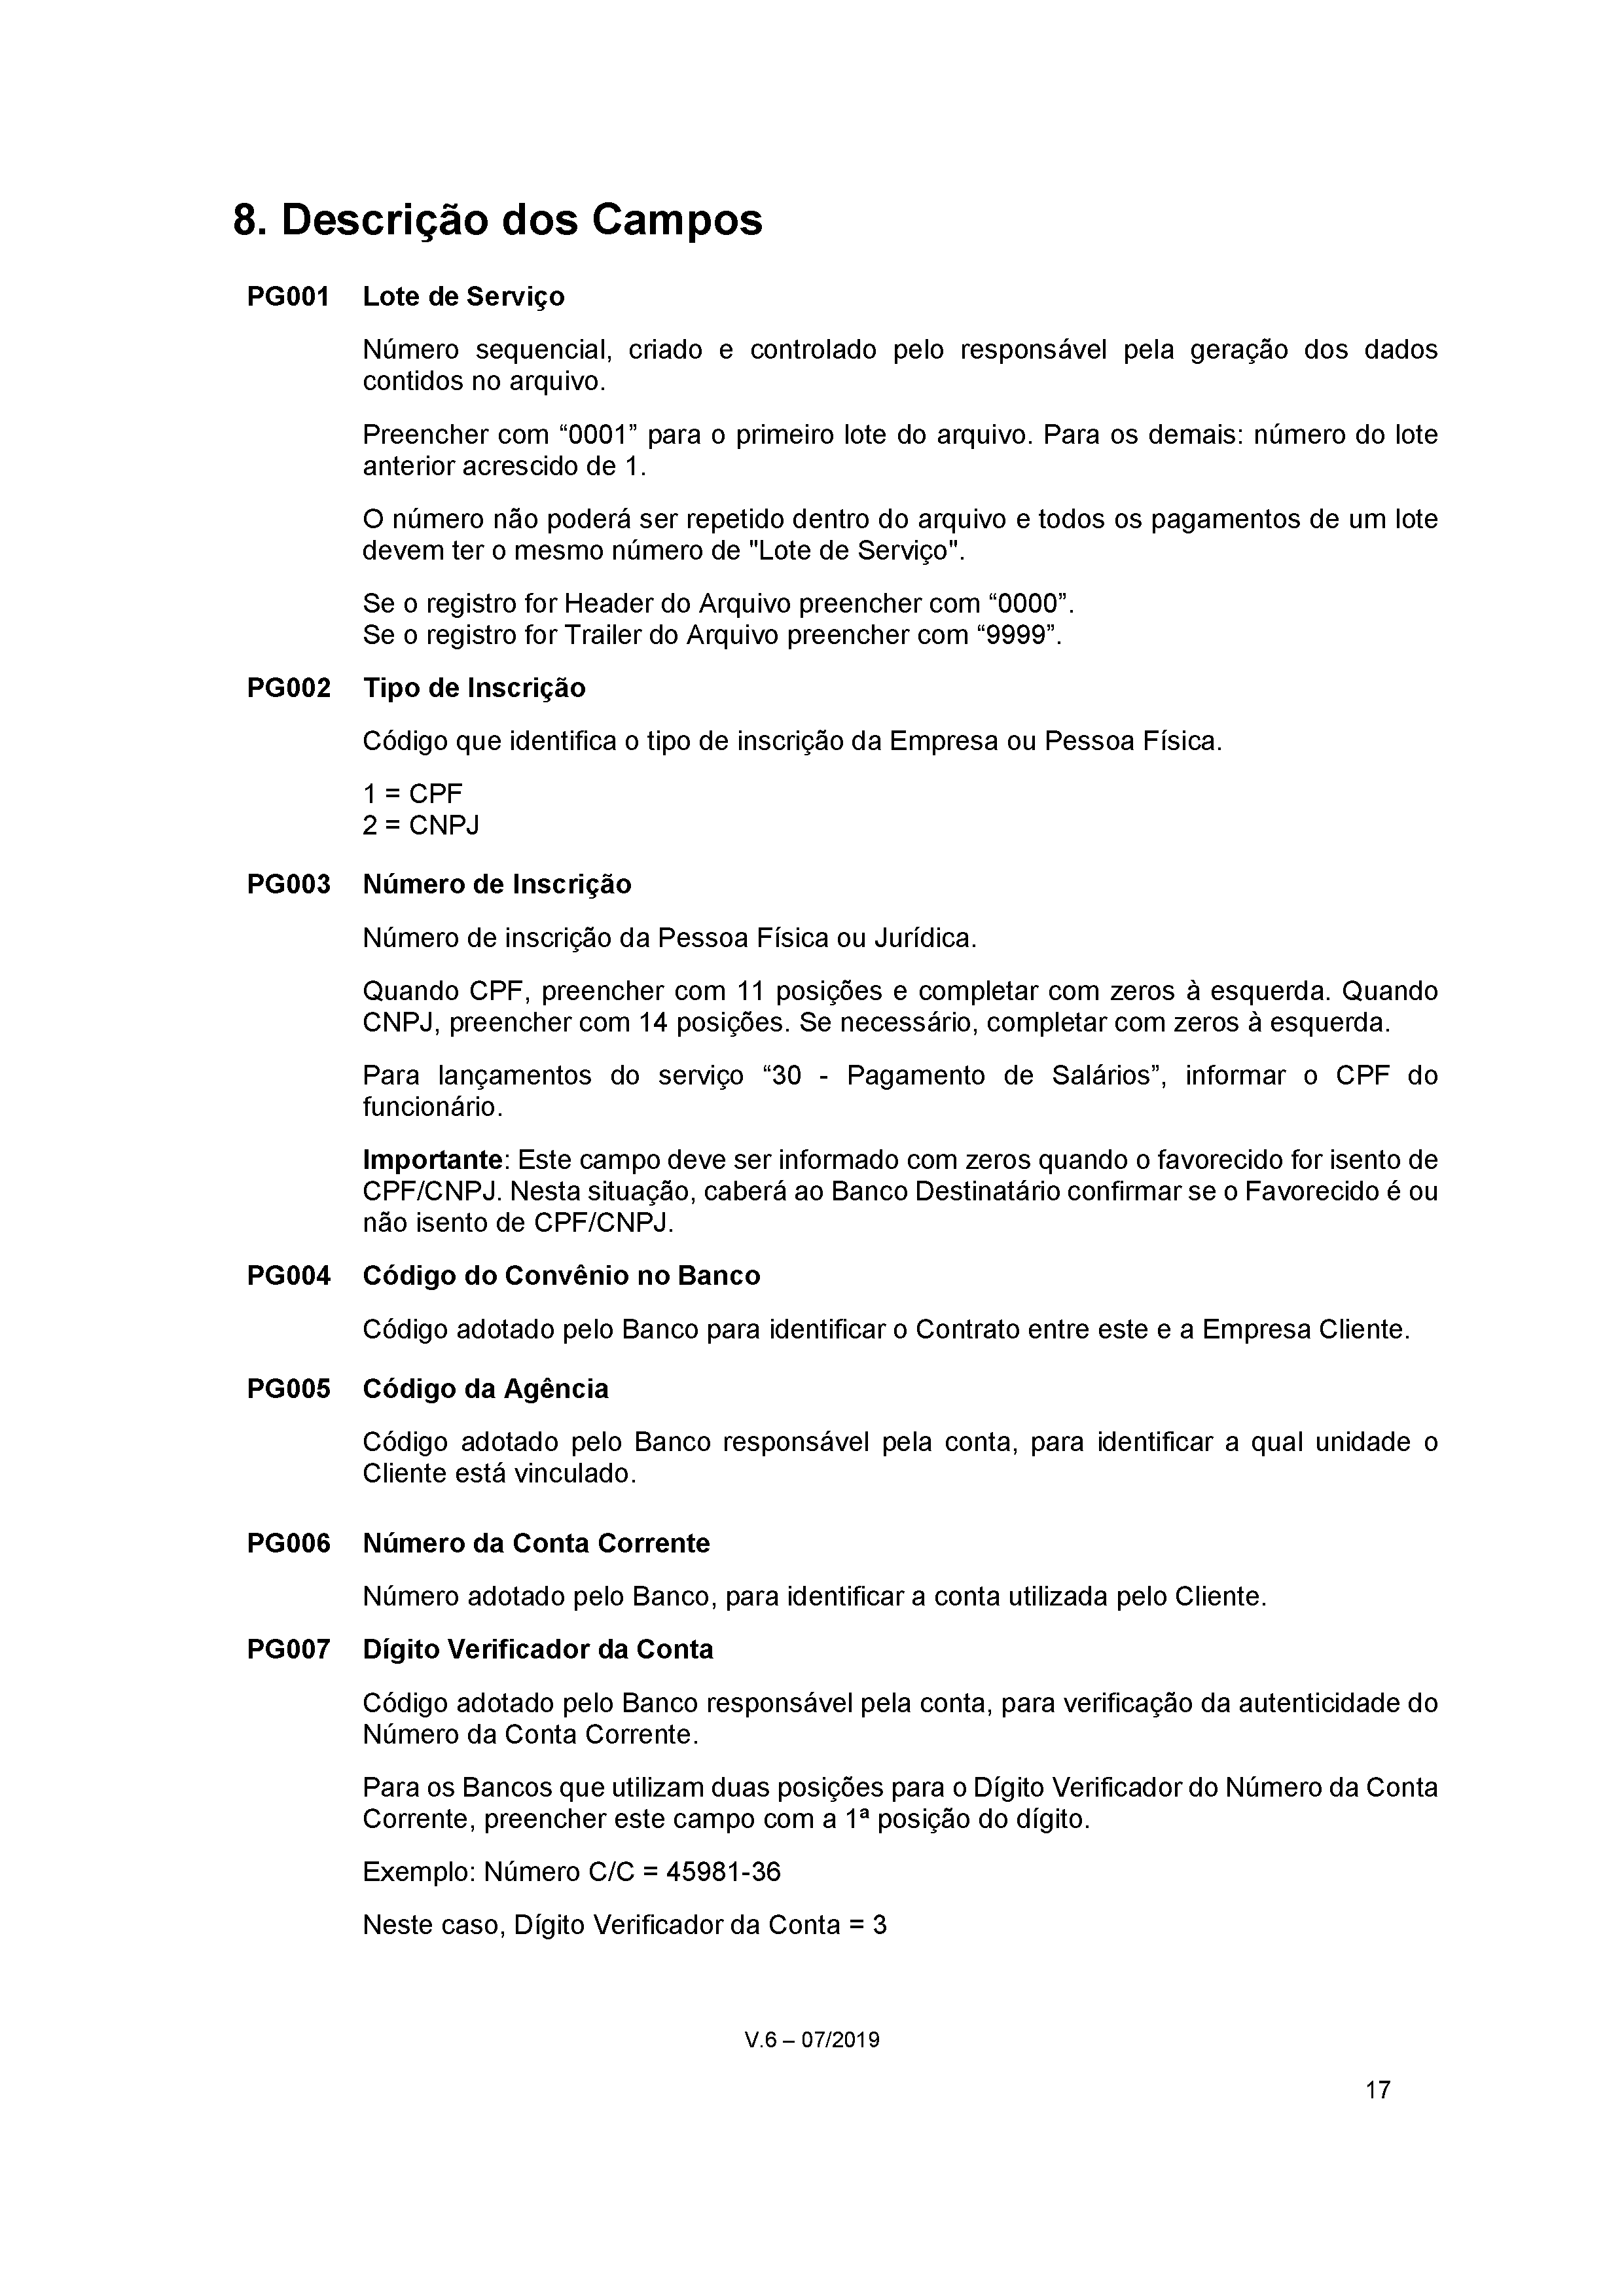 8. Descrição dos Campos
PG001 Lote de Serviço
Número sequencial, criado e controlado pelo responsável pela geração dos dados
contidos no arquivo.
Preencher com “0001” para o primeiro lote do arquivo. Para os demais: número do lote
anterior acrescido de 1.
O número não poderá ser repetido dentro do arquivo e todos os pagamentos de um lote
devem ter o mesmo número de "Lote de Serviço".
Se o registro for Header do Arquivo preencher com “0000”.
Se o registro for Trailer do Arquivo preencher com “9999”.
PG002 Tipo de Inscrição
Código que identifica o tipo de inscrição da Empresa ou Pessoa Física.
1 = CPF
2 = CNPJ
PG003 Número de Inscrição
Número de inscrição da Pessoa Física ou Jurídica.
Quando CPF, preencher com 11 posições e completar com zeros à esquerda. Quando
CNPJ, preencher com 14 posições. Se necessário, completar com zeros à esquerda.
Para lançamentos do serviço “30 - Pagamento de Salários”, informar o CPF do
funcionário.
Importante: Este campo deve ser informado com zeros quando o favorecido for isento de
CPF/CNPJ. Nesta situação, caberá ao Banco Destinatário confirmar se o Favorecido é ou
não isento de CPF/CNPJ.
PG004 Código do Convênio no Banco
Código adotado pelo Banco para identificar o Contrato entre este e a Empresa Cliente.
PG005 Código da Agência
Código adotado pelo Banco responsável pela conta, para identificar a qual unidade o
Cliente está vinculado.
PG006 Número da Conta Corrente
Número adotado pelo Banco, para identificar a conta utilizada pelo Cliente.
PG007 Dígito Verificador da Conta
Código adotado pelo Banco responsável pela conta, para verificação da autenticidade do
Número da Conta Corrente.
Para os Bancos que utilizam duas posições para o Dígito Verificador do Número da Conta
Corrente, preencher este campo com a 1ª posição do dígito.
Exemplo: Número C/C = 45981-36
Neste caso, Dígito Verificador da Conta = 3
V.6 – 07/2019
17